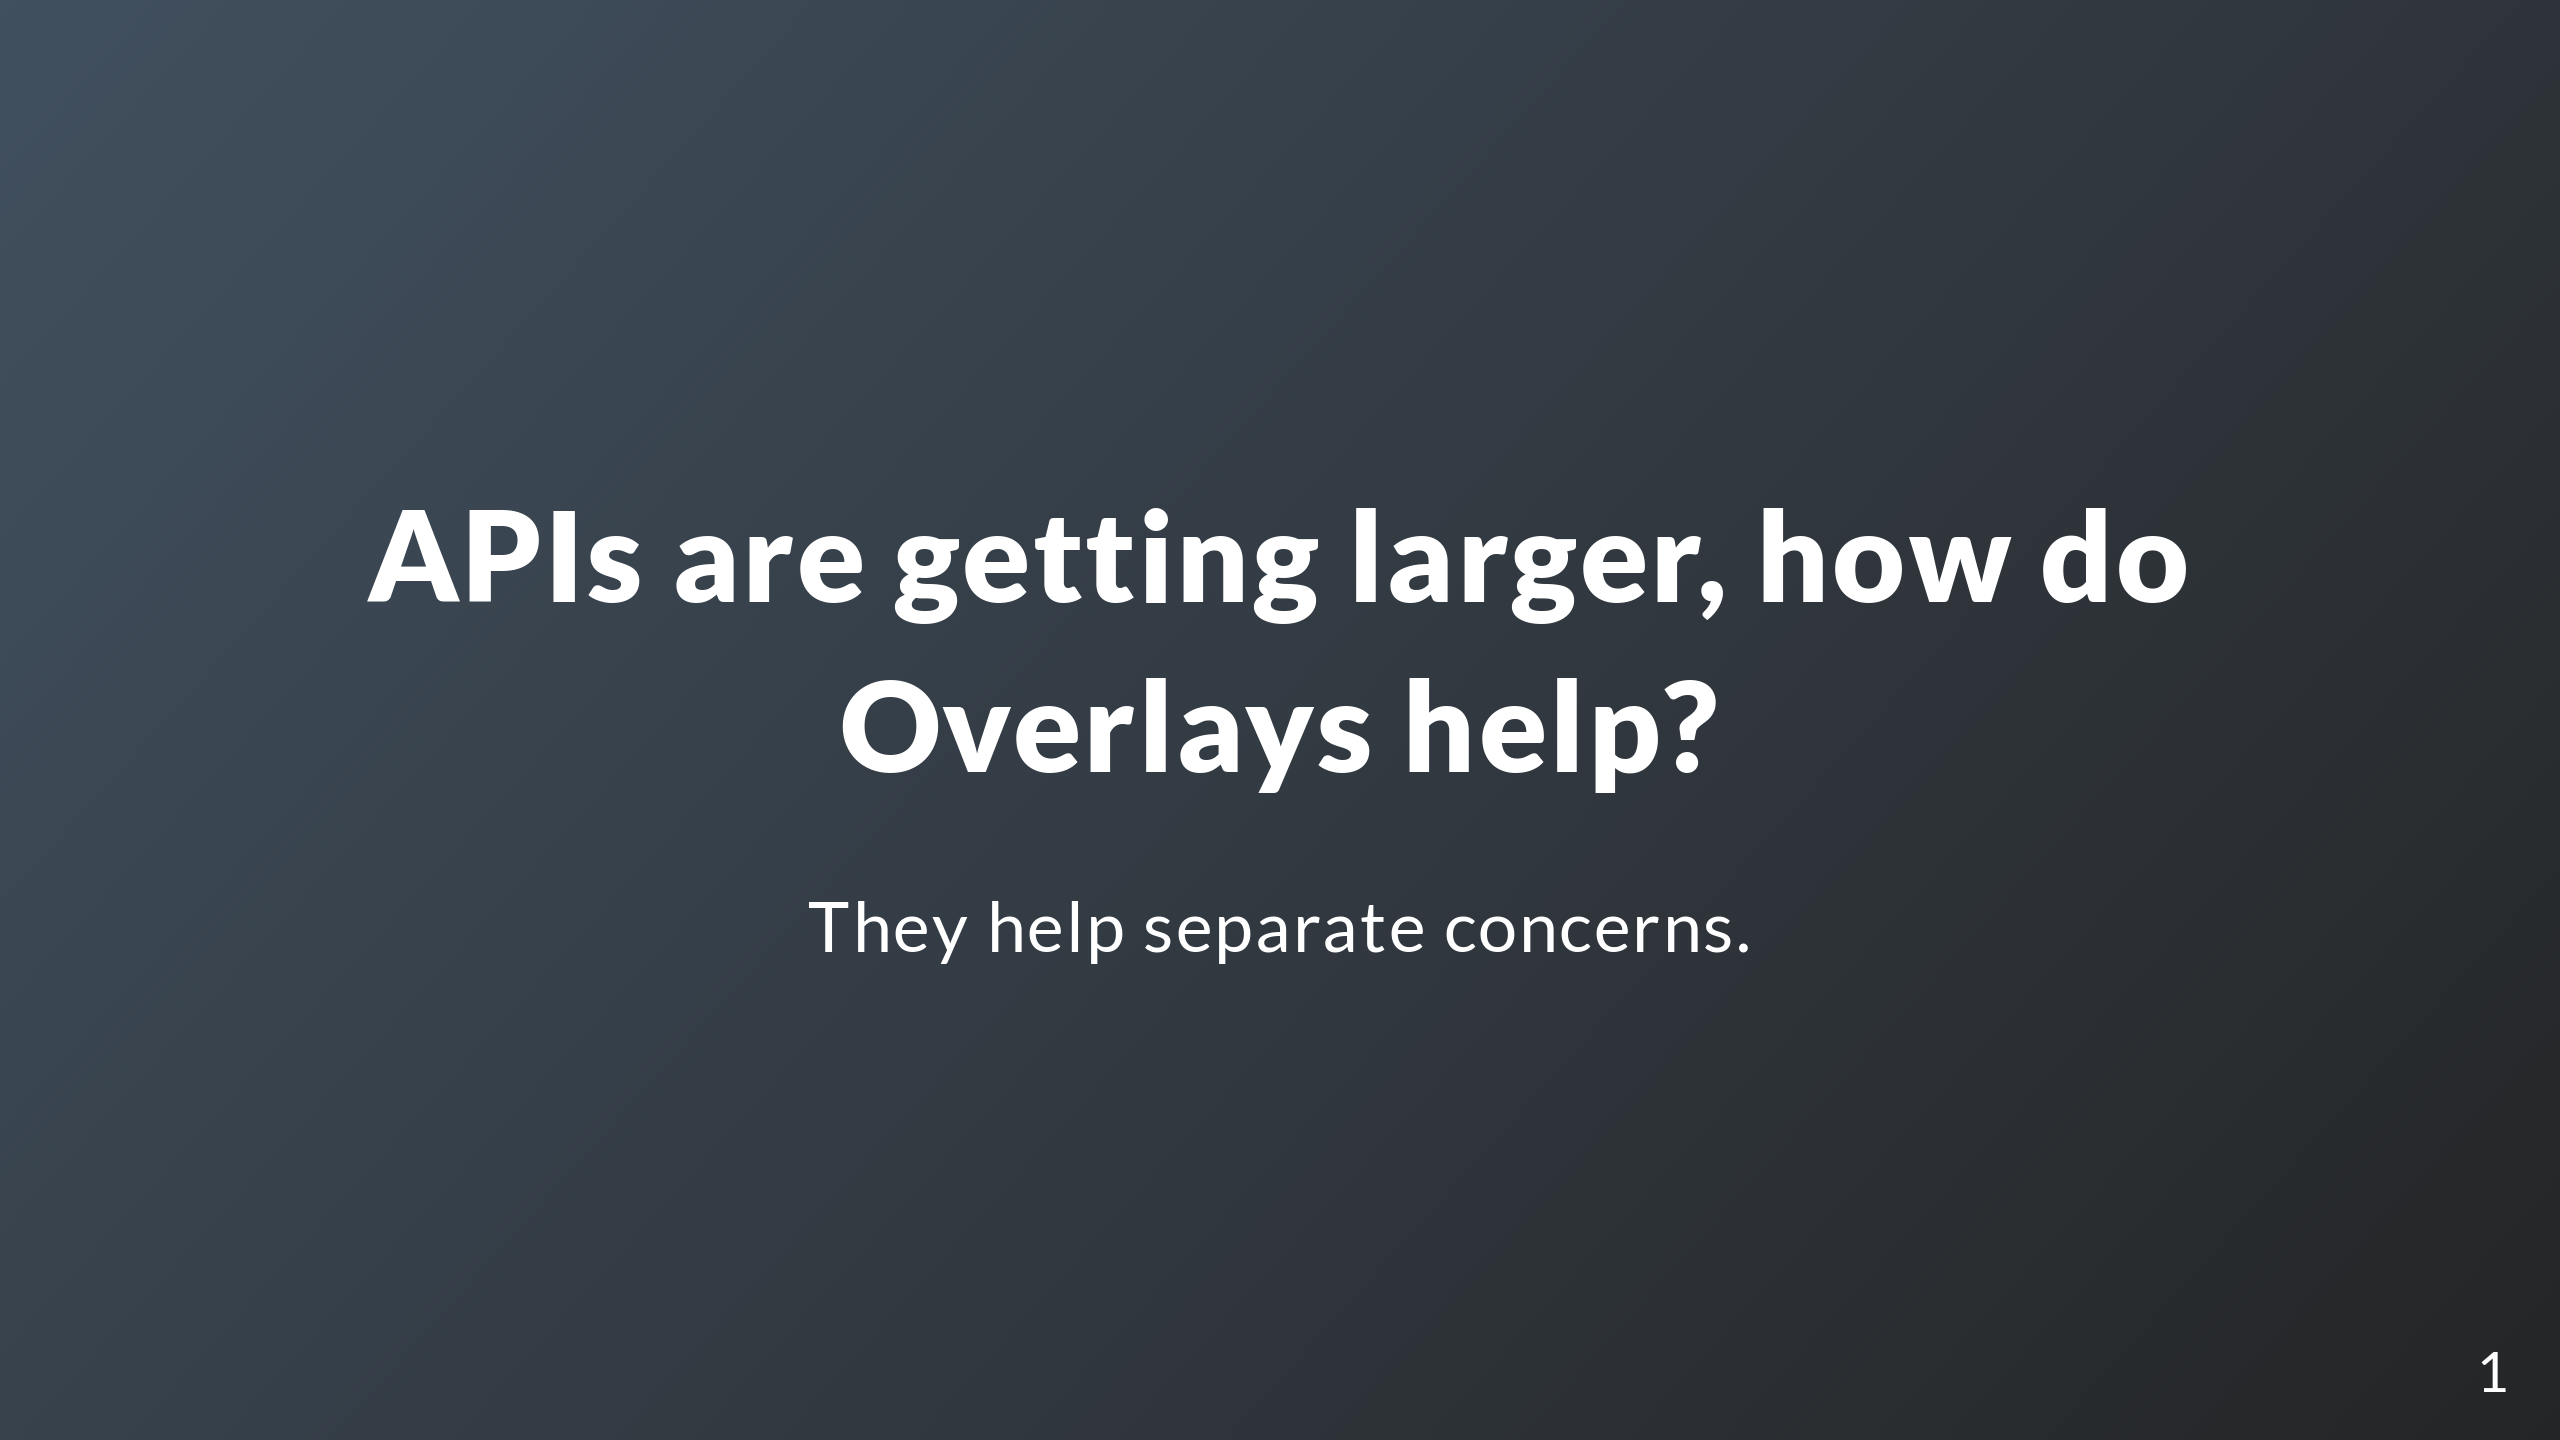 APIs are getting larger, how do
Overlays help?
They help separate concerns.
1